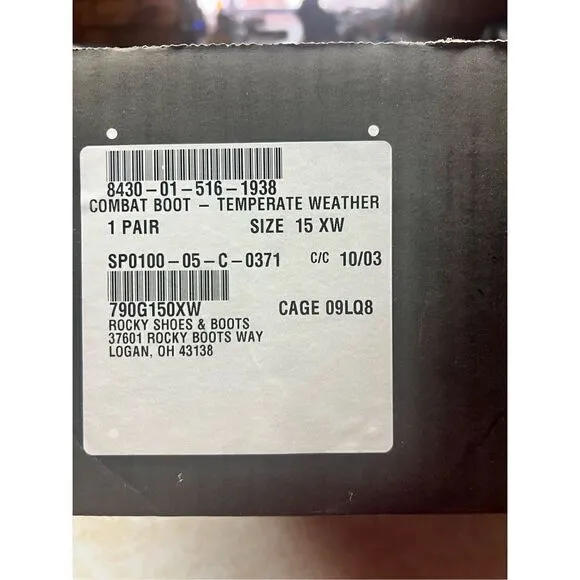 8430-01-516-1938
COMBAT BOOT - TEMPERATE WEATHER
1 PAIR SIZE 15 XW
SP0100-05-C-0371 C/C 10/03
790G150XW CAGE 09LQ8
ROCKY SHOES & BOOTS
37601 ROCKY BOOTS WAY
LOGAN, OH 43138